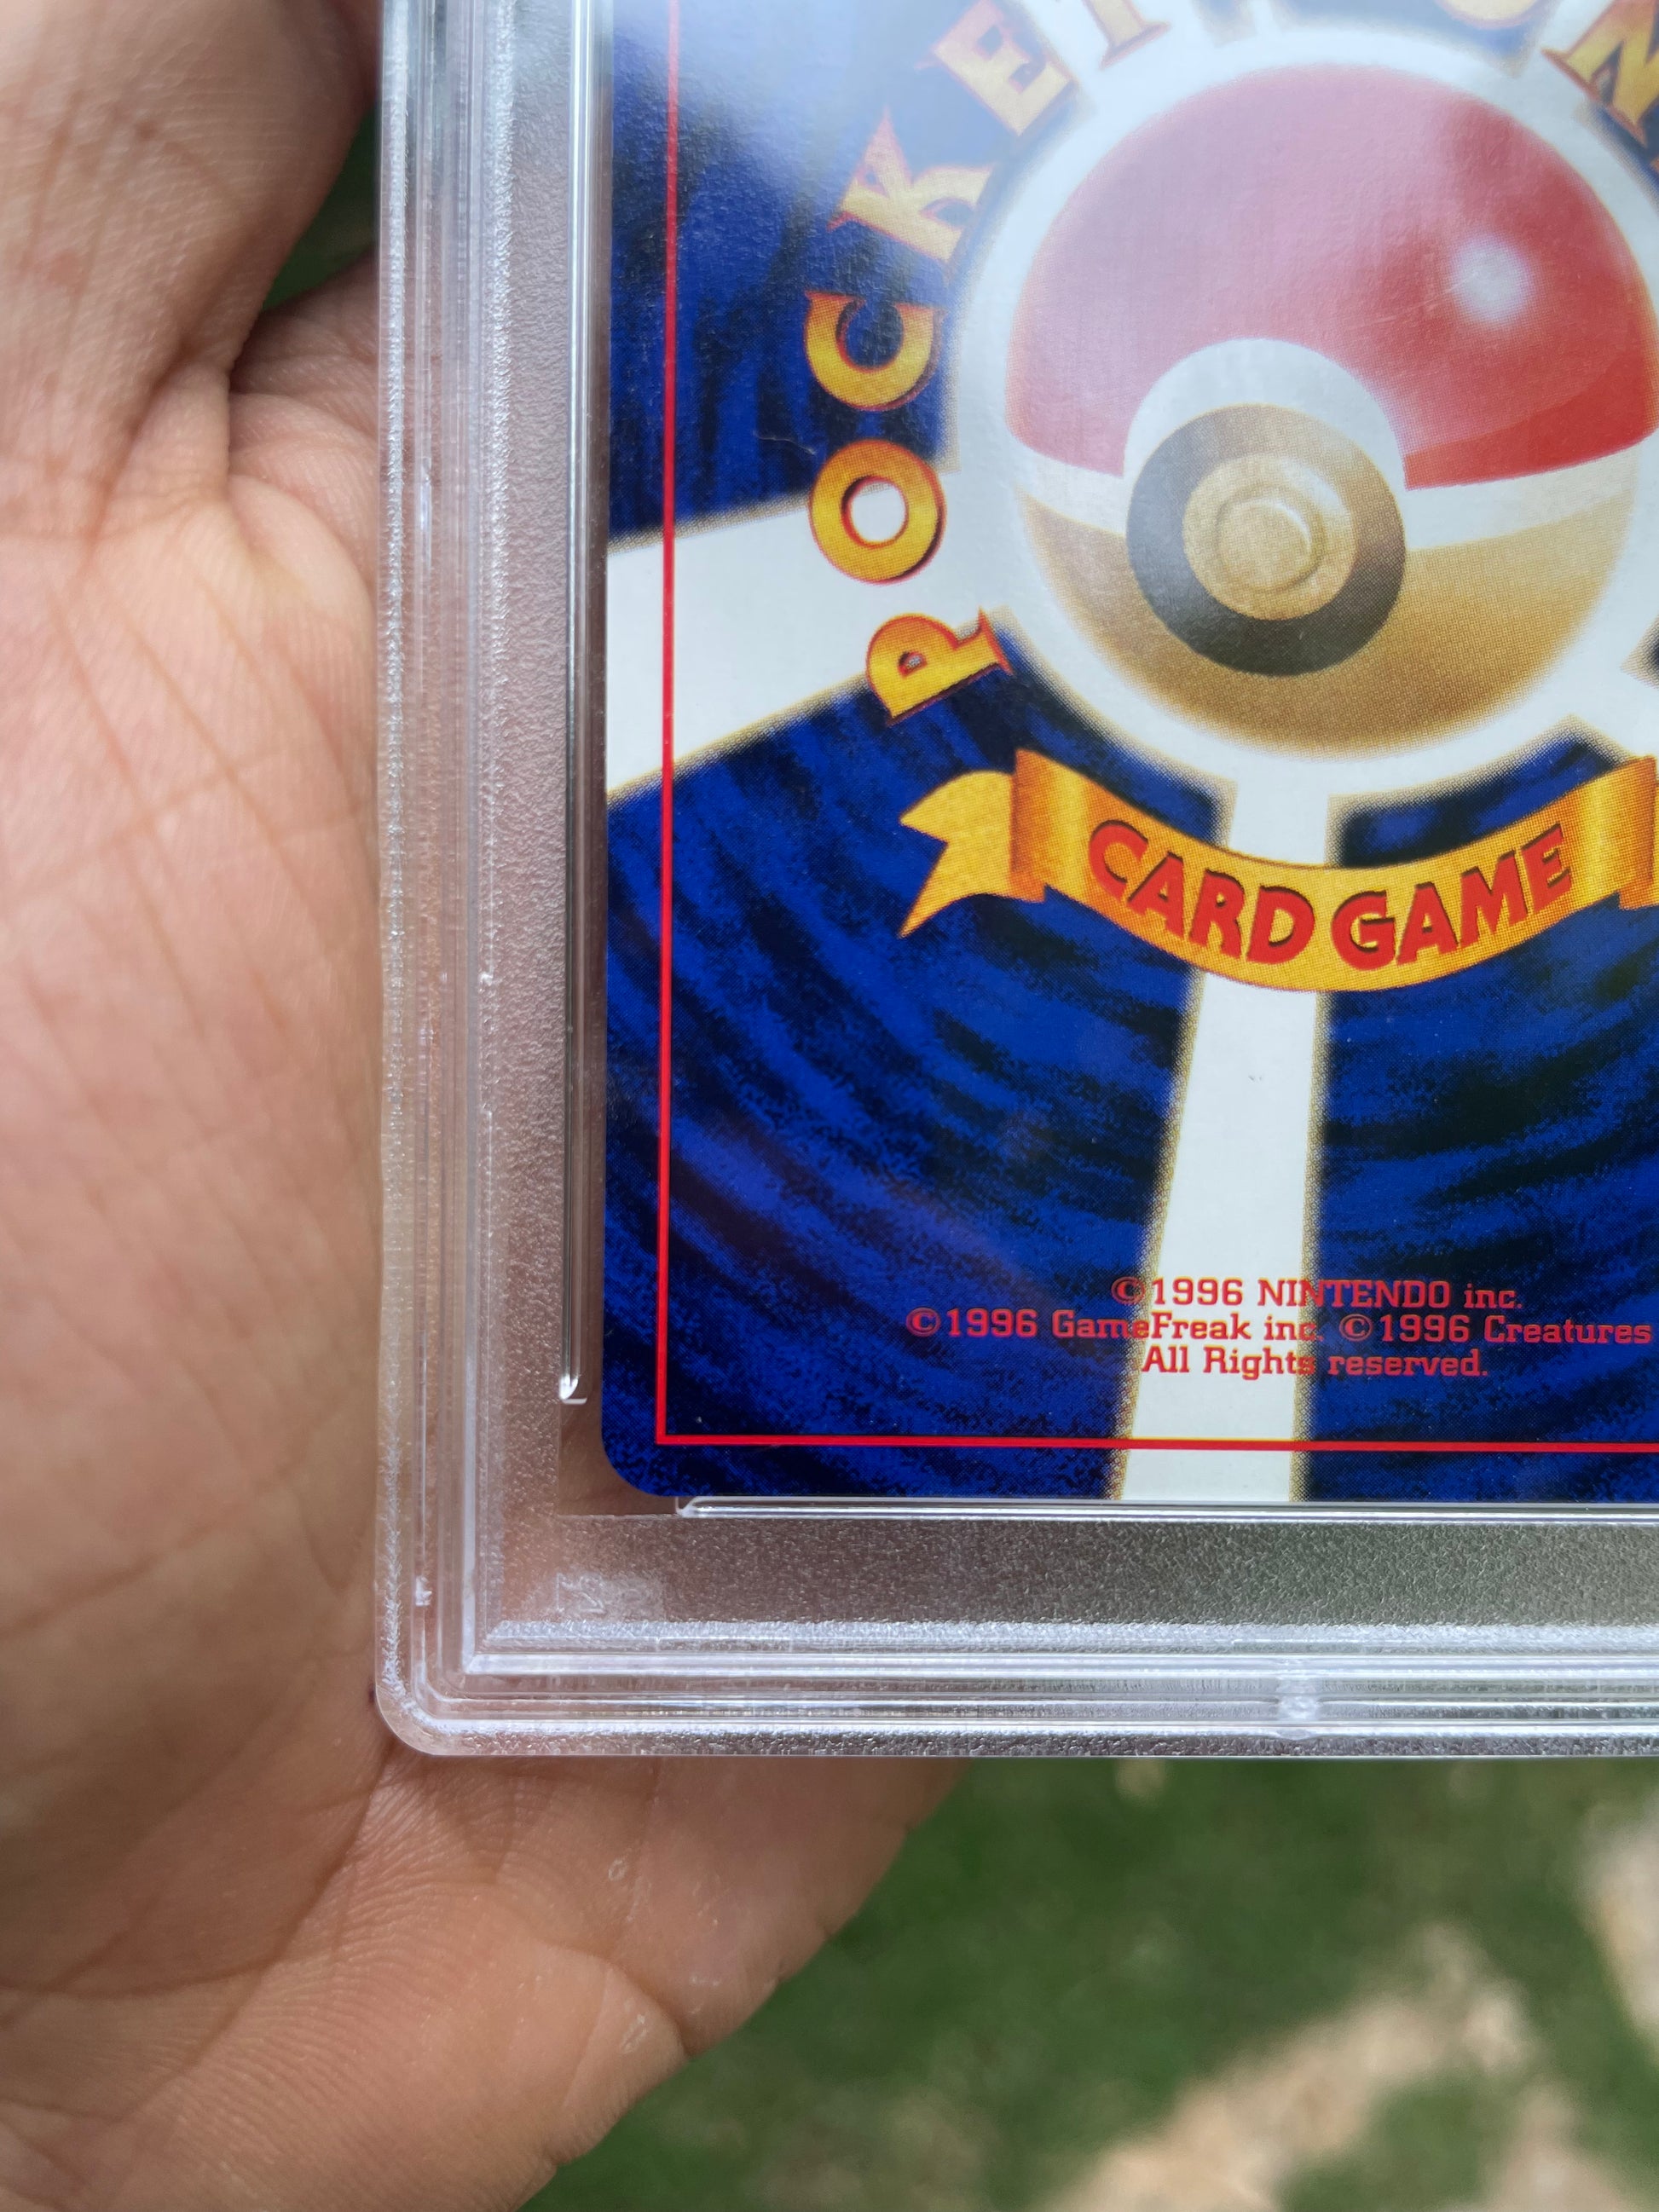 POCKET
CARD GAME
©1996 NINTENDO inc.
©1996 GameFreak inc. ©1996 Creatures
All Rights reserved.